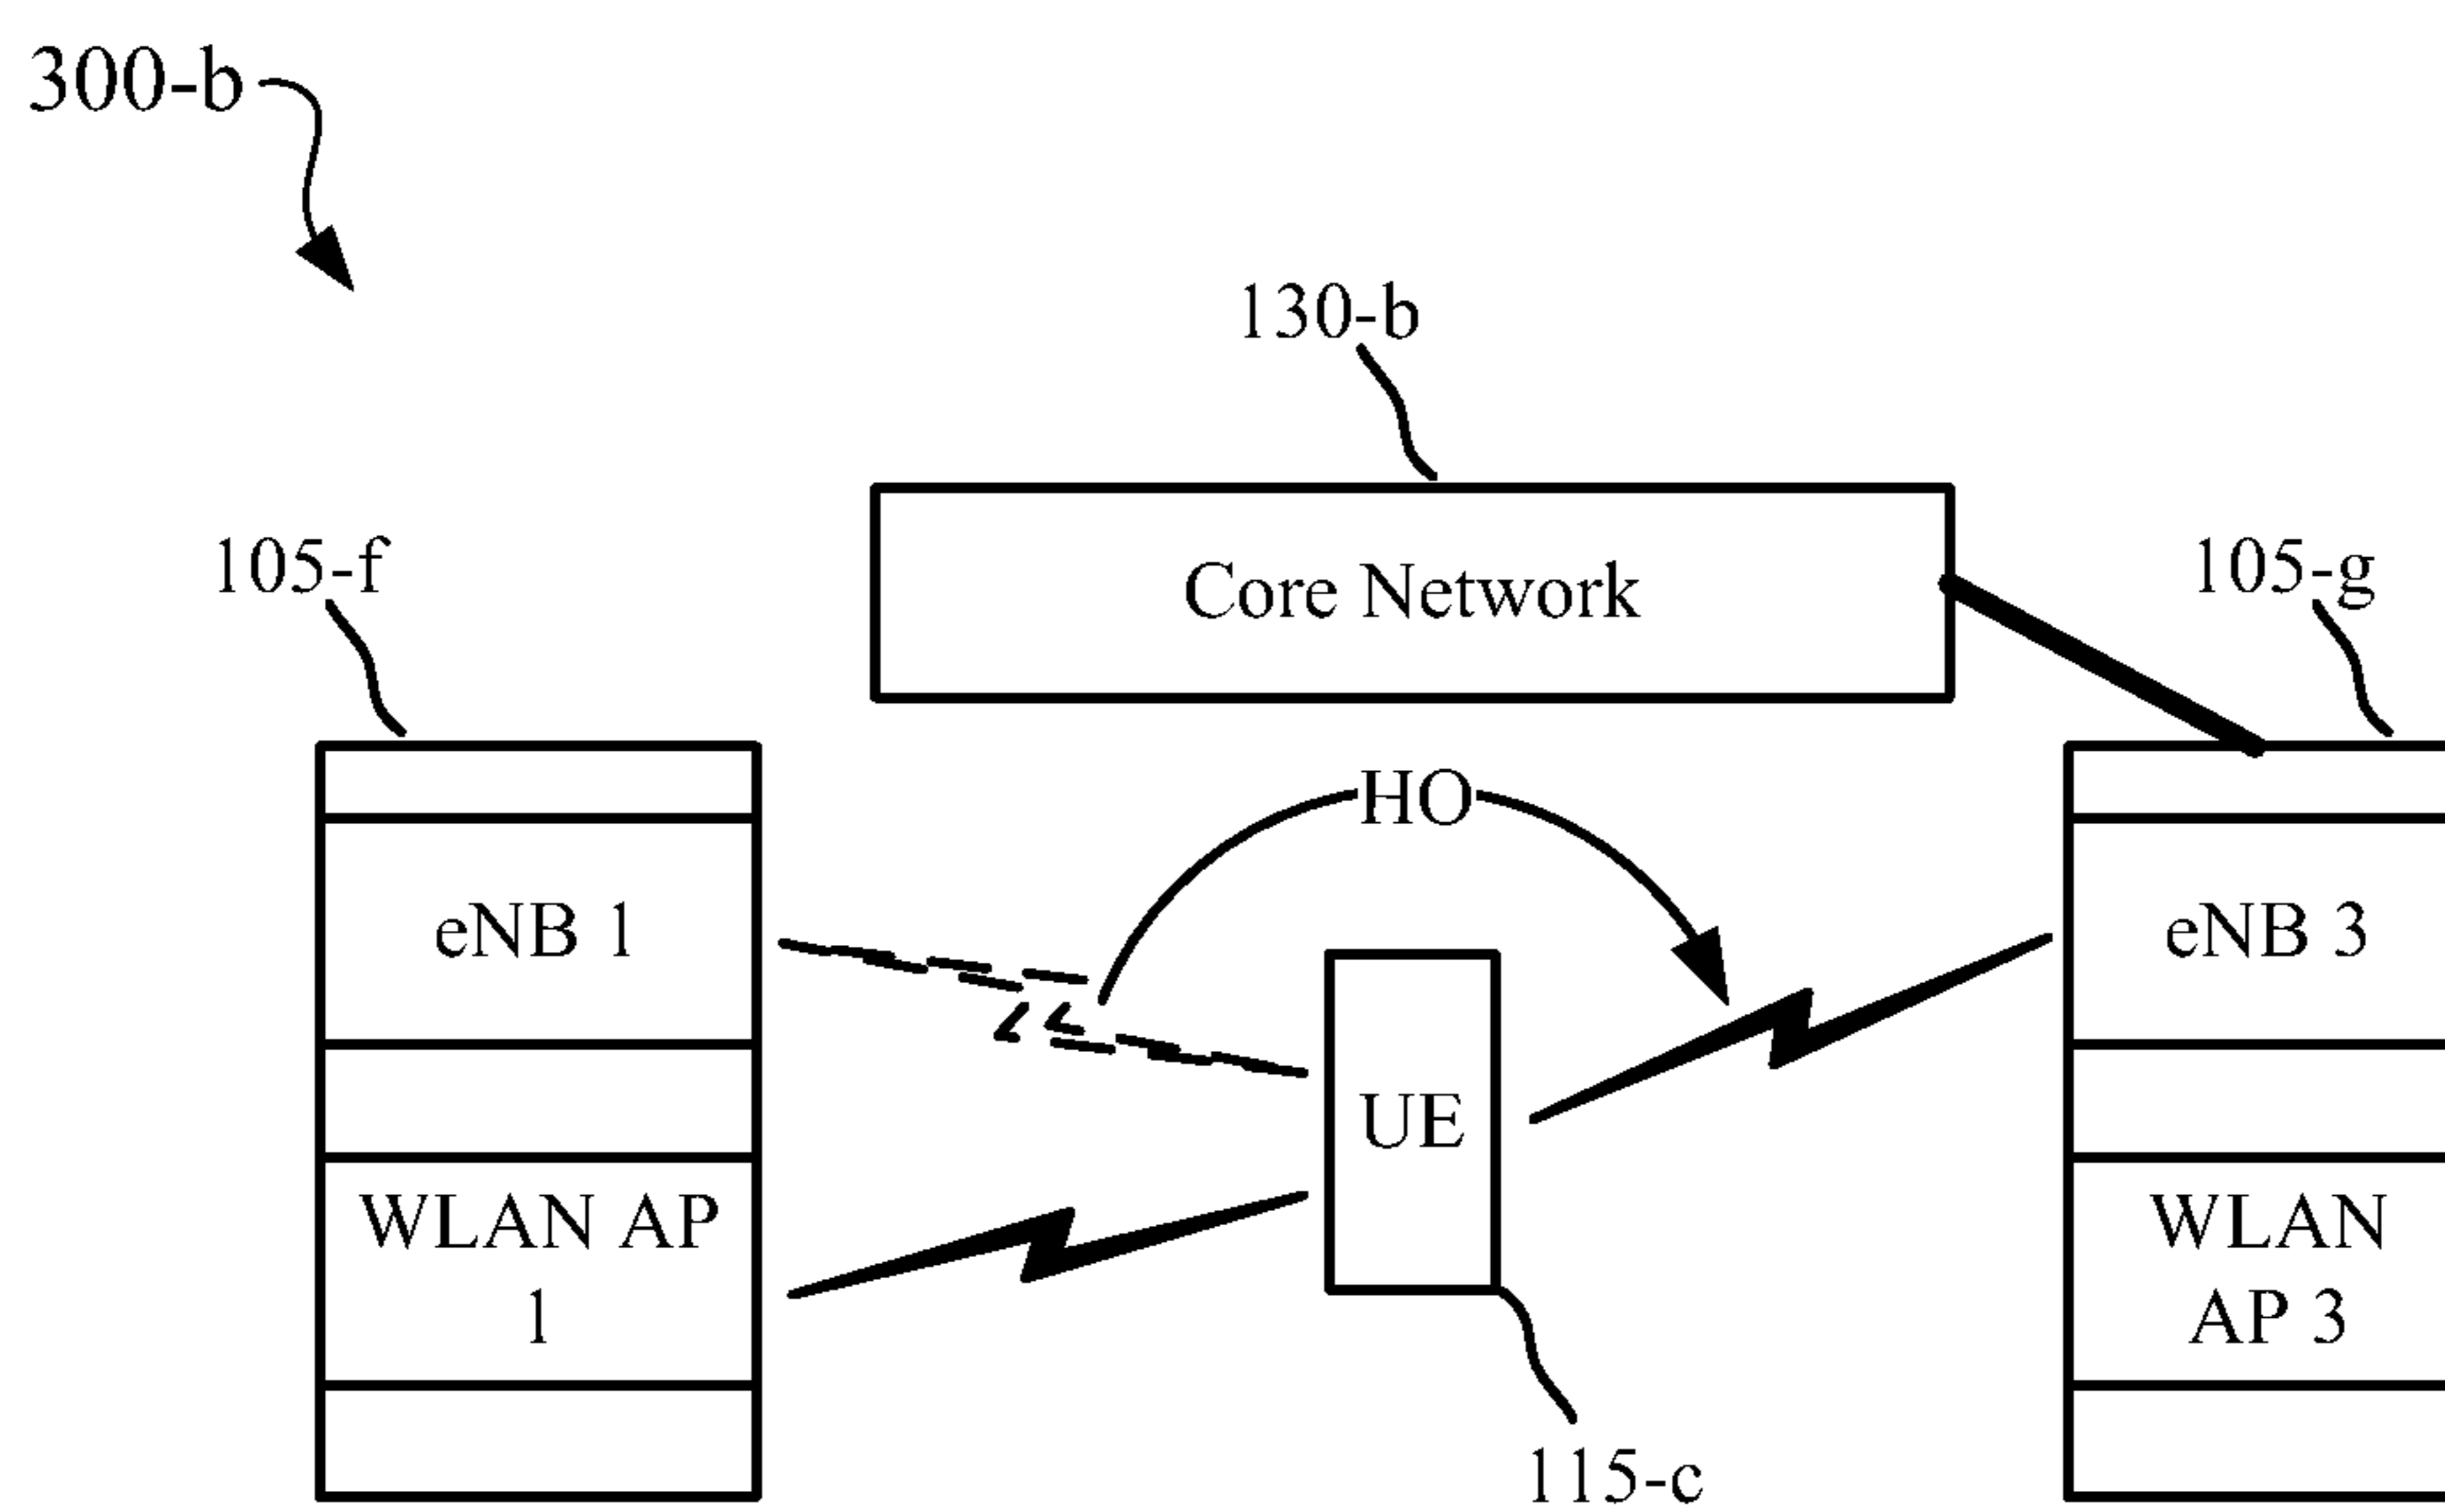 300-b
130-b
105-f
Core Network
105-g
HO
eNB 1
eNB 3
UE
WLAN AP
1
WLAN
AP 3
115-c